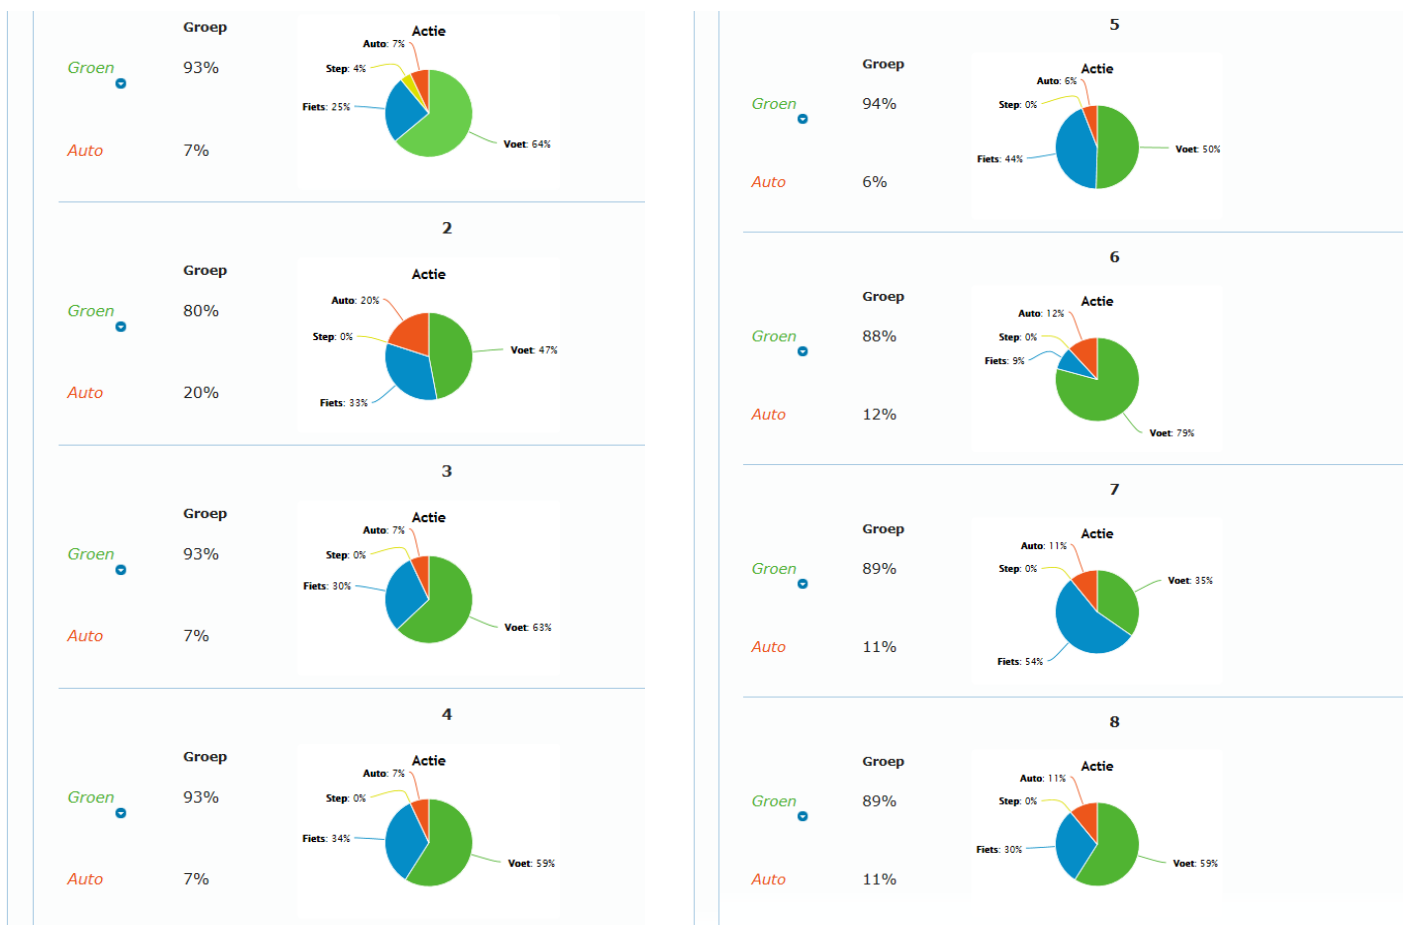 Groep
Actie
Auto: 7%
Groen 93%
Step: 4%
Fiets: 25%
Voet: 64%
Auto 7%
2
Groep
Actie
Auto: 20%
Groen 80%
Step: 0%
Voet: 47%
Auto 20%
Fiets: 33%
3
Groep
Actie
Auto: 7%
Groen 93%
Step: 0%
Fiets: 30%
Voet: 63%
Auto 7%
4
Groep
Actie
Auto: 7%
Groen 93%
Step: 0%
Fiets: 34%
Voet: 59%
Auto 7%
5
Groep
Actie
Auto: 6%
Groen 94%
Step: 0%
Voet: 50%
Fiets: 44%
Auto 6%
6
Groep
Actie
Auto: 12%
Groen 88%
Step: 0%
Fiets: 9%
Auto 12%
Voet: 79%
7
Groep
Actie
Auto: 11%
Groen 89%
Step: 0%
Voet: 35%
Auto 11%
Fiets: 54%
8
Groep
Actie
Auto: 11%
Groen 89%
Step: 0%
Fiets: 30%
Voet: 59%
Auto 11%